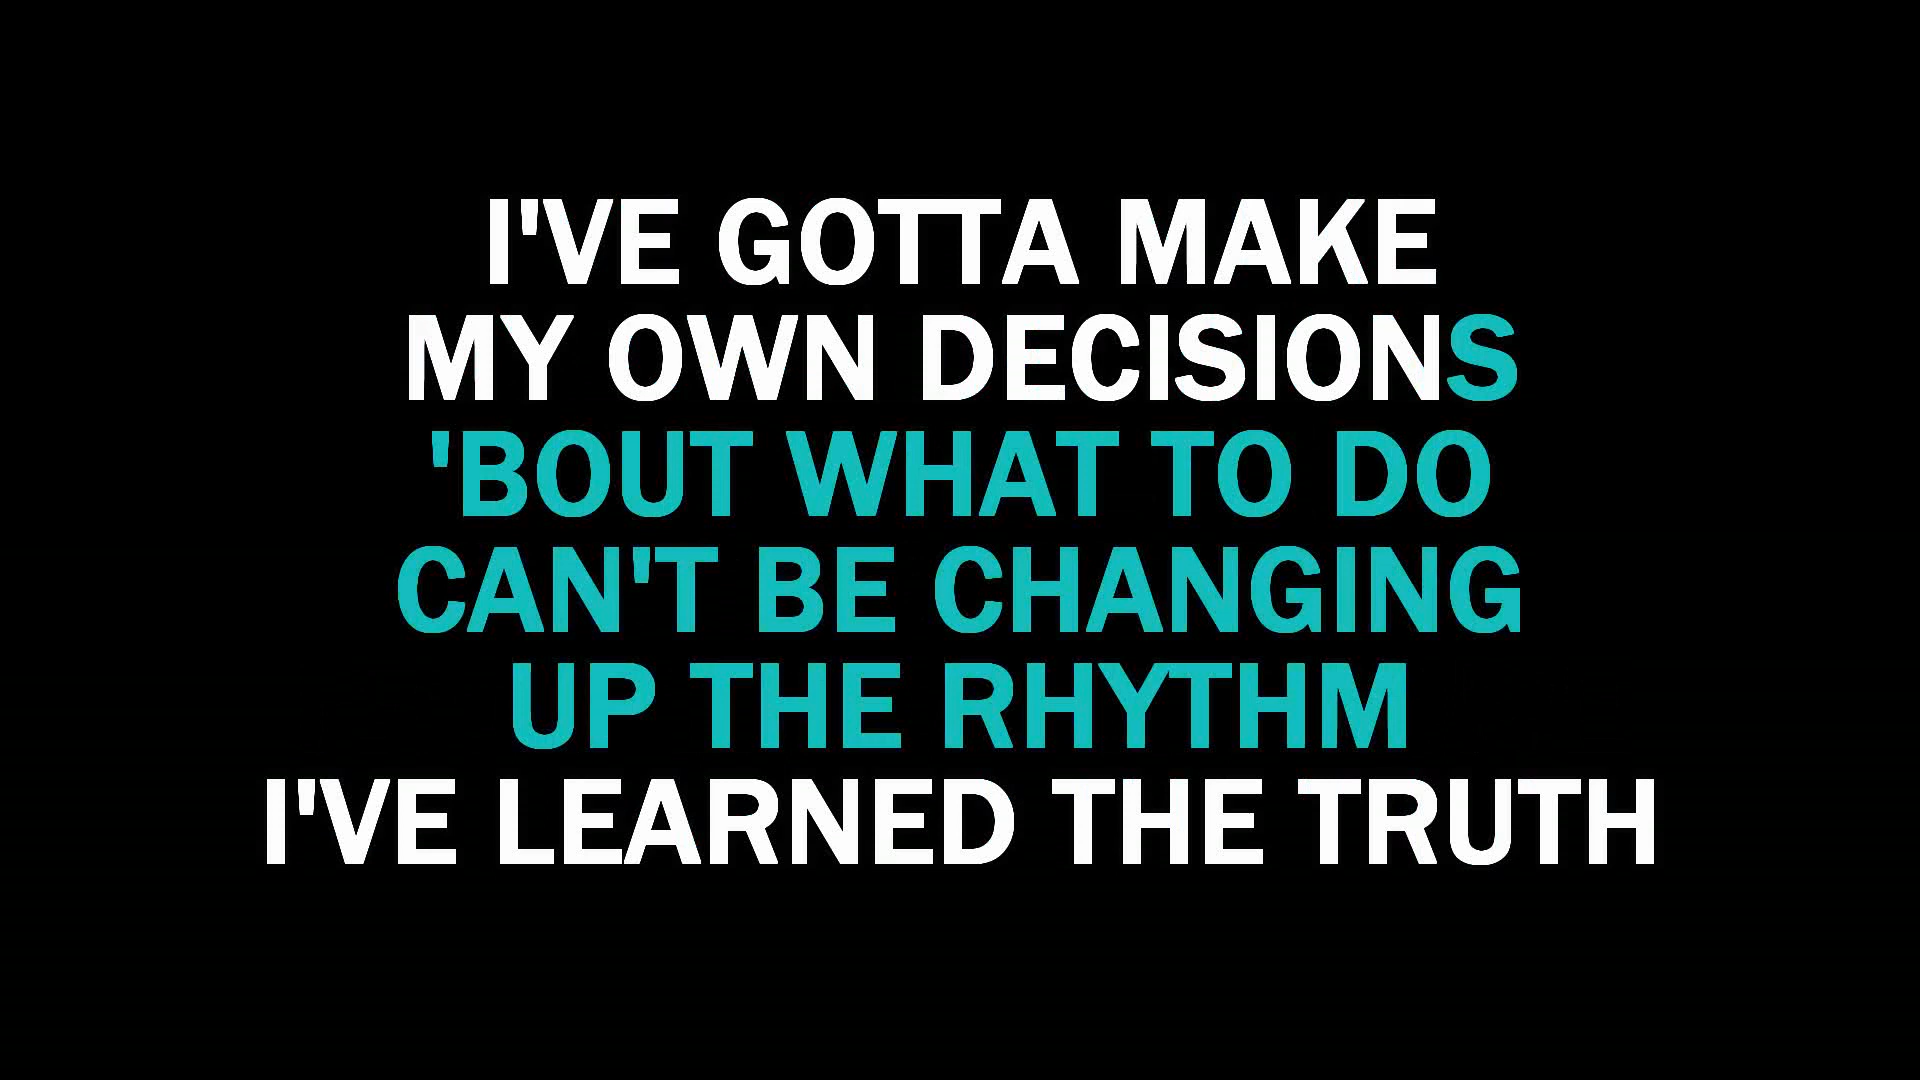 I'VE GOTTA MAKE
MY OWN DECISIONS
'BOUT WHAT TO DO
CAN'T BE CHANGING
UP THE RHYTHM
I'VE LEARNED THE TRUTH